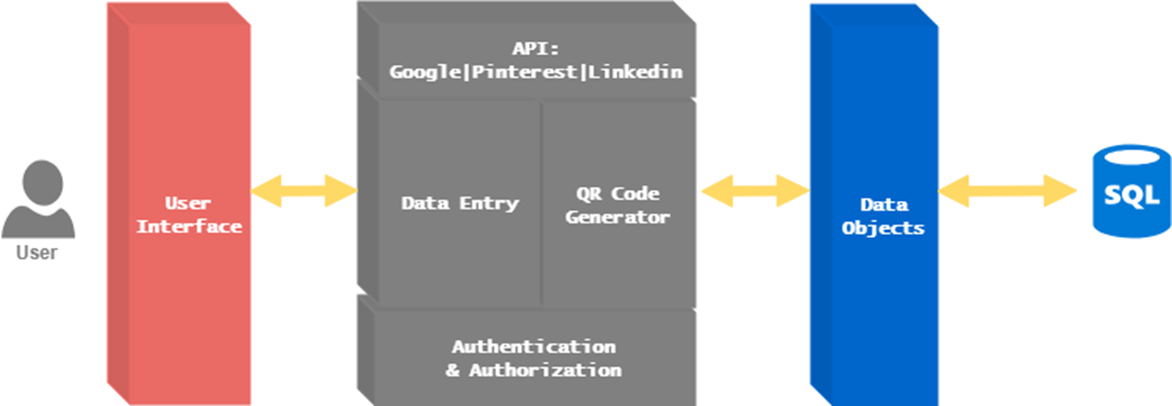 User
User
Interface
API:
Google|Pinterest|Linkedin
Data Entry
QR Code
Generator
Authentication
& Authorization
Data
Objects
SQL